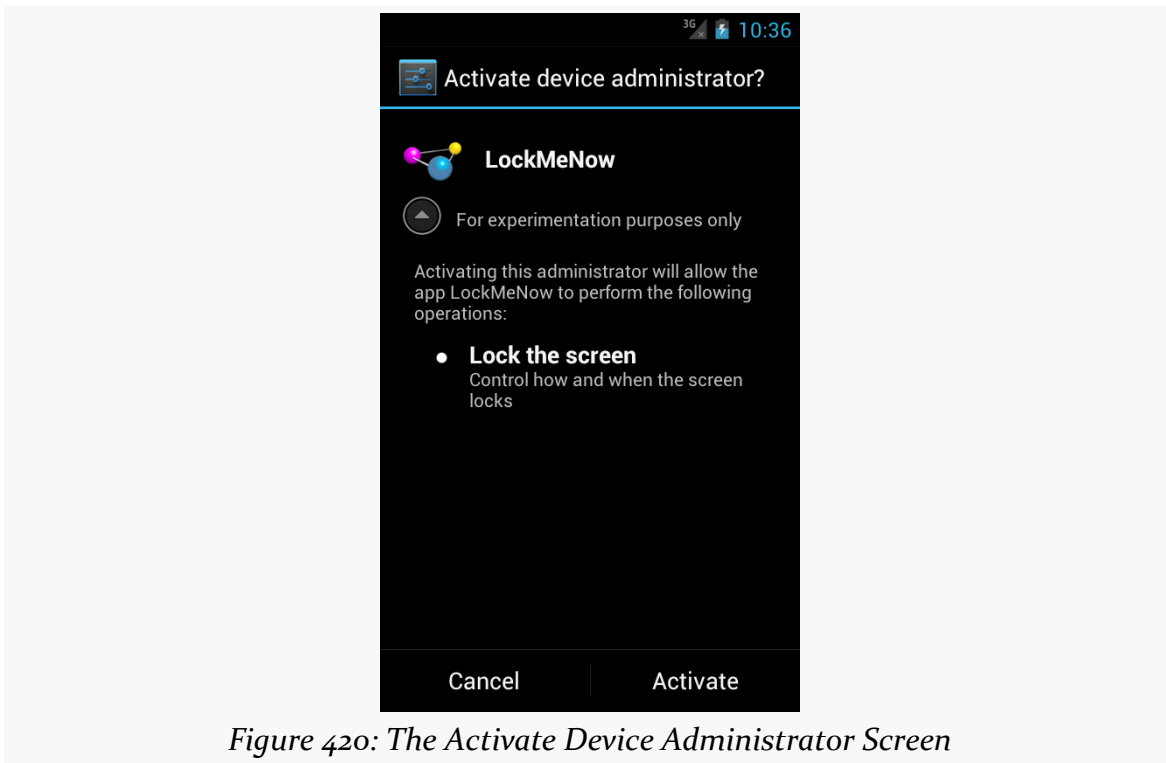 3G
10:36
Activate device administrator?
LockMeNow
For experimentation purposes only
Activating this administrator will allow the
app LockMeNow to perform the following
operations:
Lock the screen
Control how and when the screen
locks
Cancel
Activate
Figure 420: The Activate Device Administrator Screen